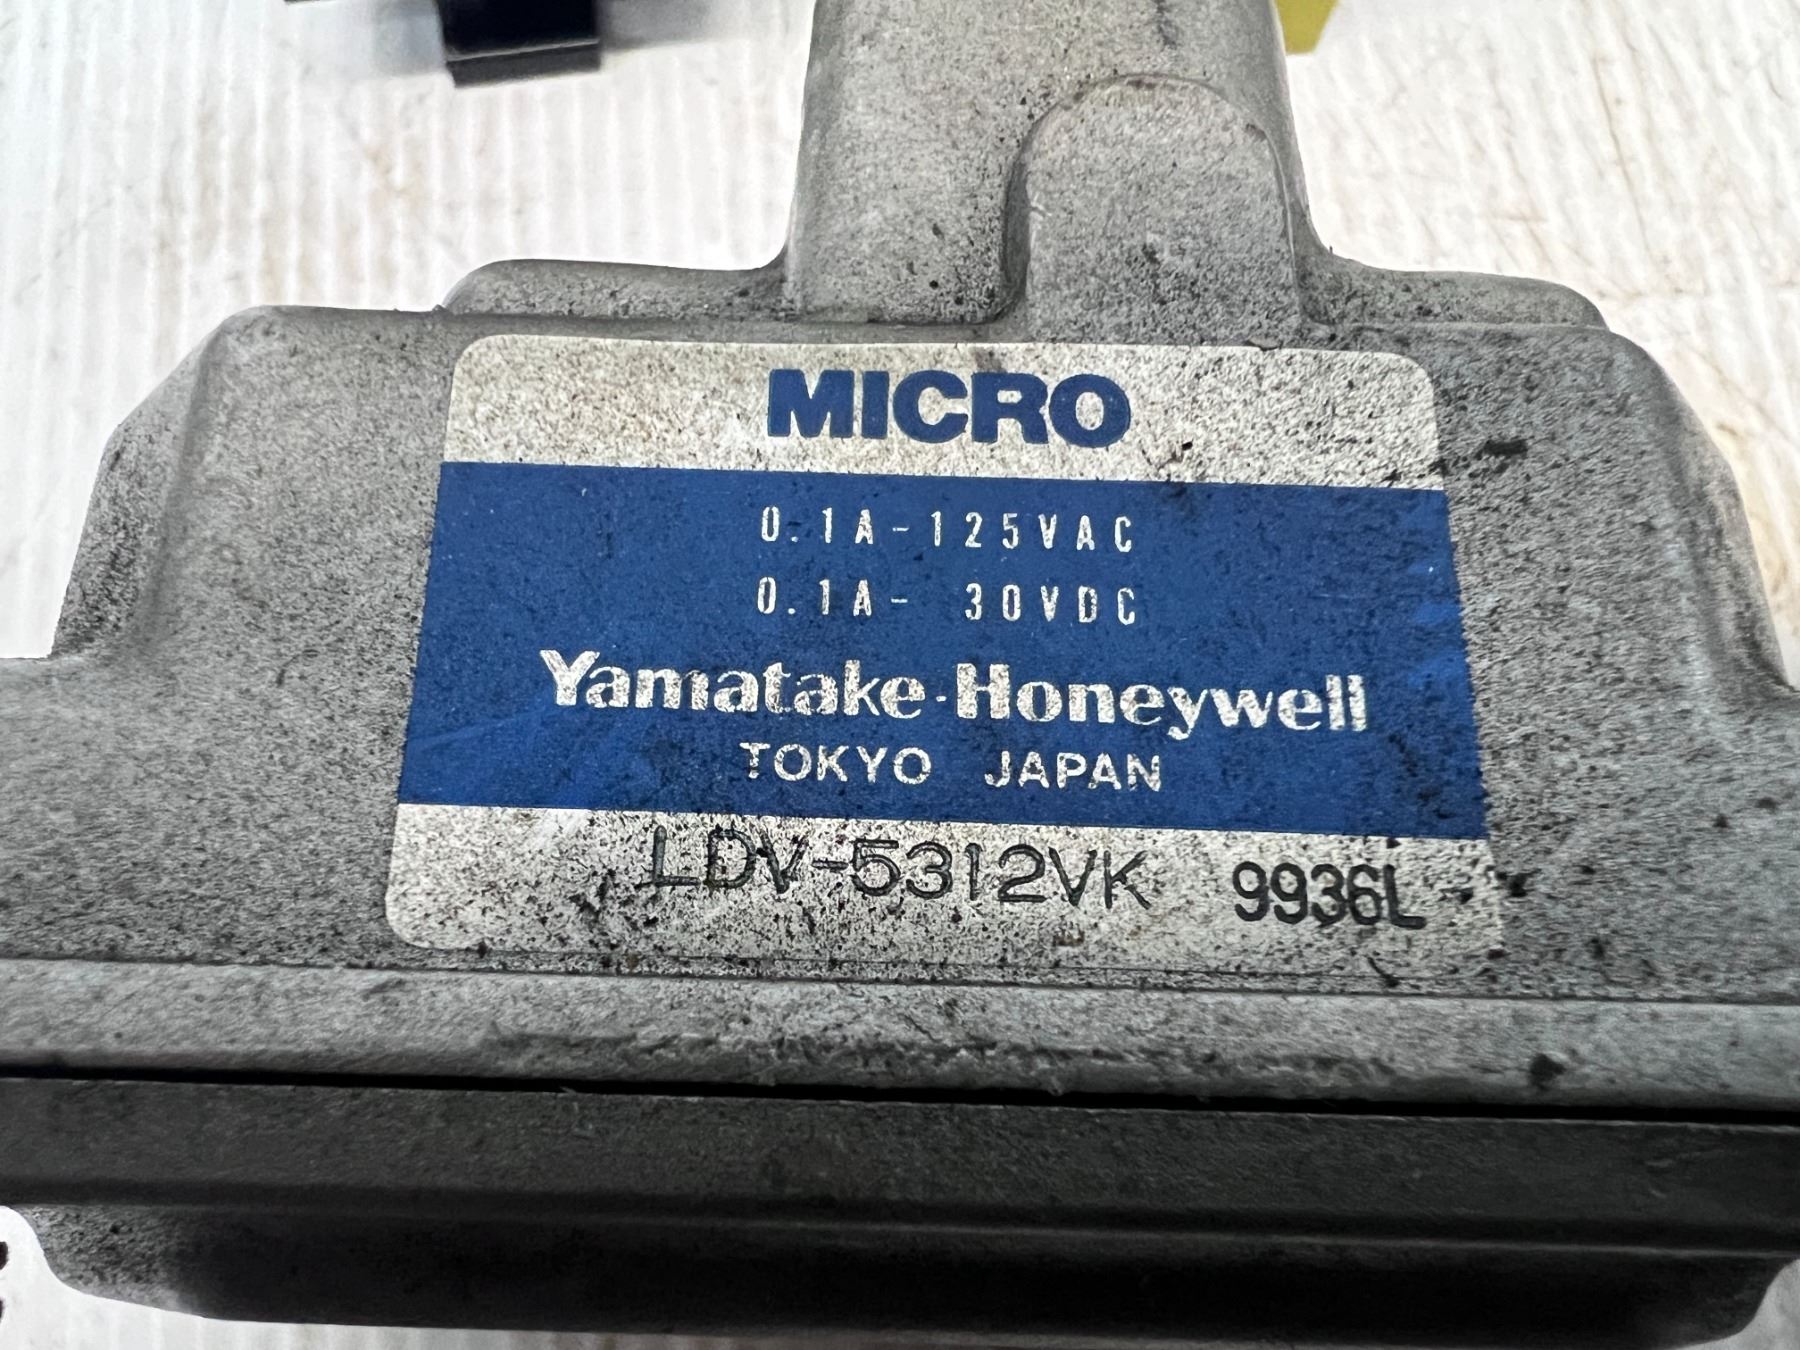 MICRO
0.1A-125VAC
0.1A- 30VDC
Yamatake-Honeywell
TOKYO JAPAN
LDV-5312VK 9936L